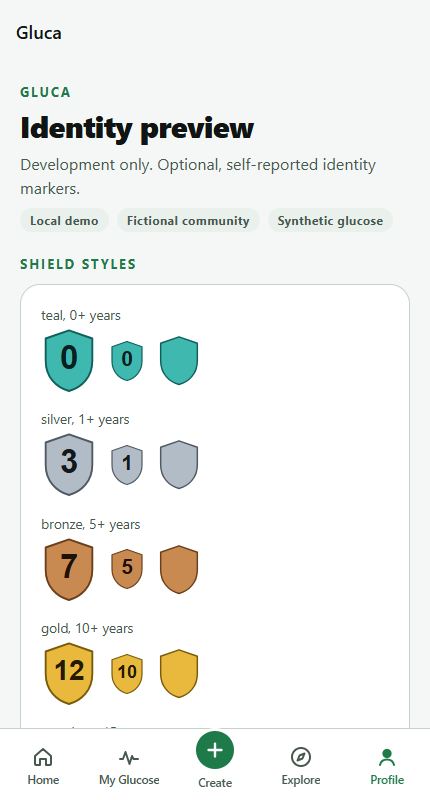 Gluca
GLUCA
Identity preview
Development only. Optional, self-reported identity
markers.
Local demo Fictional community Synthetic glucose
SHIELD STYLES
teal, 0+ years
0 0
silver, 1+ years
3 1
bronze, 5+ years
7 5
gold, 10+ years
12 10
Home My Glucose Create Explore Profile